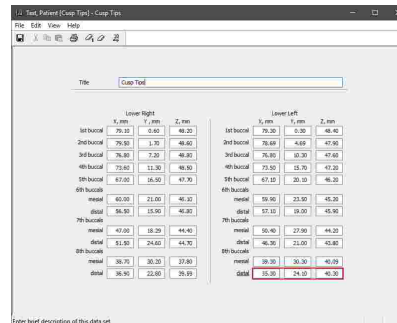 Test, Patient [Cusp Tips] - Cusp Tips
File Edit View Help
Title Cusp Tips
Lower Right Lower Left
X, mm Y, mm Z, mm X, mm Y, mm Z, mm
1st buccal 79.10 0.60 48.20 1st buccal 79.30 0.30 48.40
2nd buccal 79.50 1.70 48.60 2nd buccal 78.69 4.69 47.90
3rd buccal 76.80 7.20 48.80 3rd buccal 76.80 10.30 47.60
4th buccal 73.60 11.30 48.50 4th buccal 73.50 15.70 47.20
5th buccal 67.00 16.50 47.70 5th buccal 67.10 20.10 46.20
6th buccals 6th buccals
mesial 60.00 21.00 46.10 mesial 59.90 23.50 45.20
distal 56.50 15.90 46.80 distal 57.10 19.00 45.90
7th buccals 7th buccals
mesial 47.00 18.29 44.40 mesial 50.40 27.90 44.20
distal 51.50 24.60 44.70 distal 46.30 21.00 43.80
8th buccals 8th buccals
mesial 38.70 30.20 37.80 mesial 39.30 30.30 40.09
distal 36.90 22.80 39.59 distal 35.30 24.10 40.30
Enter brief description of this data set